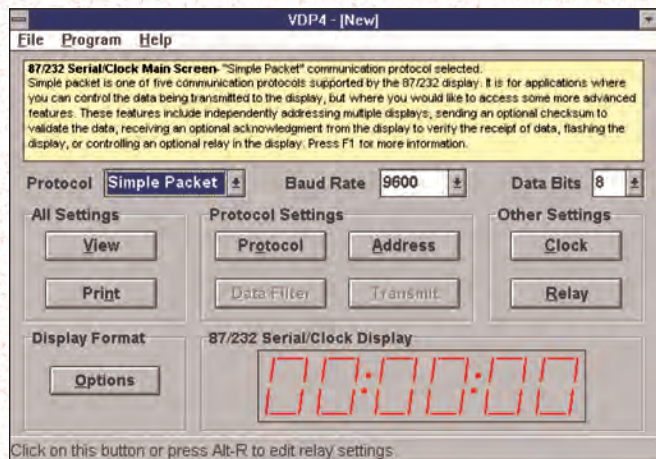 VDP4 - [New]
File Program Help
87/232 Serial/Clock Main Screen- "Simple Packet" communication protocol selected.
Simple packet is one of five communication protocols supported by the 87/232 display. It is for applications where
you can control the data being transmitted to the display, but where you would like to access some more advanced
features. These features include independently addressing multiple displays, sending an optional checksum to
validate the data, receiving an optional acknowledgment from the display to verify the receipt of data, flashing the
display, or controlling an optional relay in the display. Press F1 for more information.
Protocol Simple Packet Baud Rate 9600 Data Bits 8
All Settings Protocol Settings Other Settings
View Protocol Address Clock
Print Data Filter Transmit Relay
Display Format 87/232 Serial/Clock Display
Options 00:00:00
Click on this button or press Alt-R to edit relay settings.